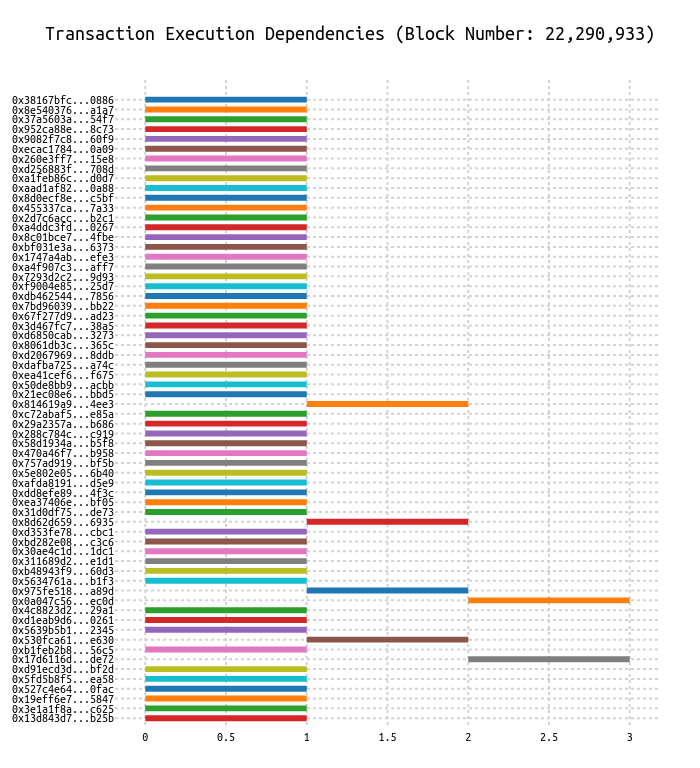 Transaction Execution Dependencies (Block Number: 22,290,933)
0x38167bfc...0886
0x8e540376...a1a7
0x37a5603a...54f7
0x952ca88e...8c73
0x9082f7c8...60f9
0xecac1784...0a09
0x260e3ff7...15e8
0xd256883f...708d
0xa1feb86c...d0d7
0xaad1af82...0a88
0x8d0ecf8e...c5bf
0x455337ca...7a33
0x2d7c6acc...b2c1
0xa4ddc3fd...0267
0x8c01bce7...4fbe
0xbf031e3a...6373
0x1747a4ab...efe3
0xa4f907c3...aff7
0x7293d2c2...9d93
0xf9004e85...25d7
0xdb462544...7856
0x7bd96039...bb22
0x67f277d9...ad23
0x3d467fc7...38a5
0xd6850cab...3273
0x8061db3c...365c
0xd2067969...8ddb
0xdafba725...a74c
0xea41cef6...f675
0x50de8bb9...acbb
0x21ec08e6...bbd5
0x814619a9...4ee3
0xc72abaf5...e85a
0x29a2357a...b686
0x288c784c...c919
0x58d1934a...b5f8
0x470a46f7...b958
0x757ad919...bf5b
0x5e802e05...6b40
0xafda8191...d5e9
0xdd8efe89...4f3c
0xea37406e...bf05
0x31d0df75...de73
0x8d62d659...6935
0xd353fe78...cbc1
0xbd282e08...c3c6
0x30ae4c1d...1dc1
0x311689d2...e1d1
0xb48943f9...60d3
0x5634761a...b1f3
0x975fe518...a89d
0x0a047c56...ec0d
0x4c8823d2...29a1
0xd1eab9d6...0261
0x5639b5b1...2345
0x530fca61...e630
0xb1feb2b8...56c5
0x17d6116d...de72
0xd91ecd3d...bf2d
0x5fd5b8f5...ea58
0x527c4e64...0fac
0x19eff6e7...5847
0x3e1a1f8a...c625
0x13d843d7...b25b
0 0.5 1 1.5 2 2.5 3